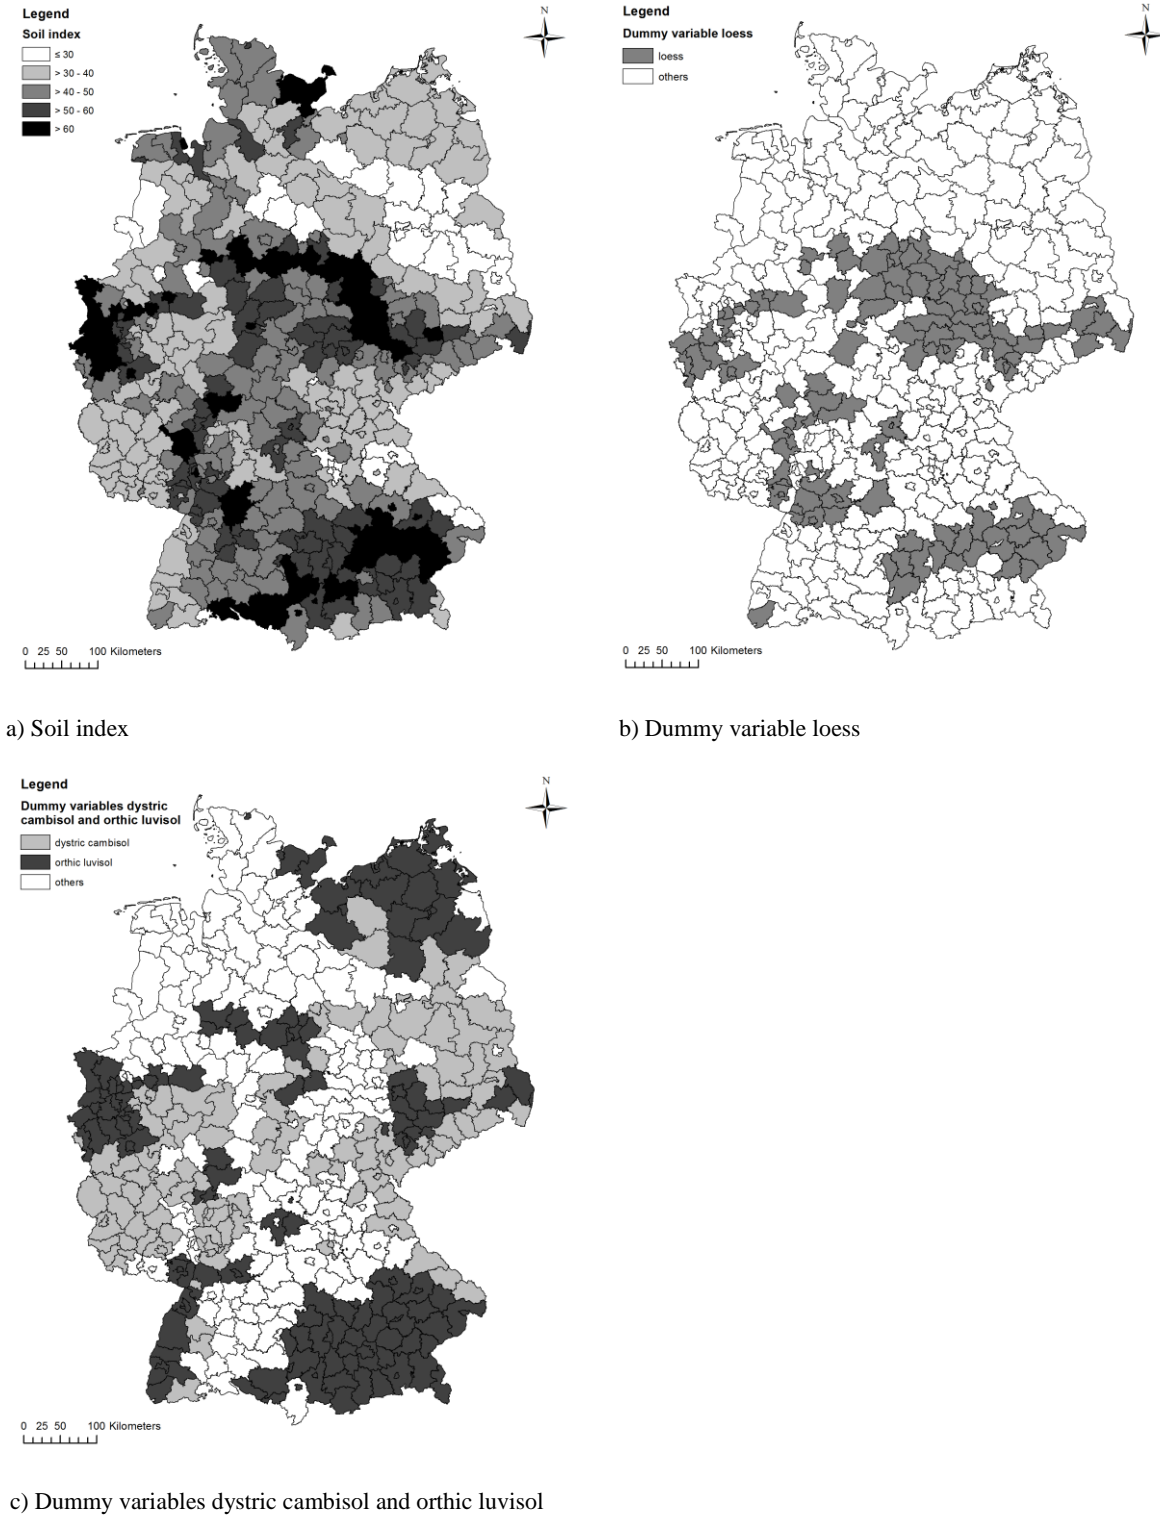 Legend
Soil index
≤ 30
> 30 - 40
> 40 - 50
> 50 - 60
> 60
N
0 25 50 100 Kilometers
Legend
Dummy variable loess
loess
others
N
0 25 50 100 Kilometers
a) Soil index
b) Dummy variable loess
Legend
Dummy variables dystric
cambisol and orthic luvisol
dystric cambisol
orthic luvisol
others
N
0 25 50 100 Kilometers
c) Dummy variables dystric cambisol and orthic luvisol